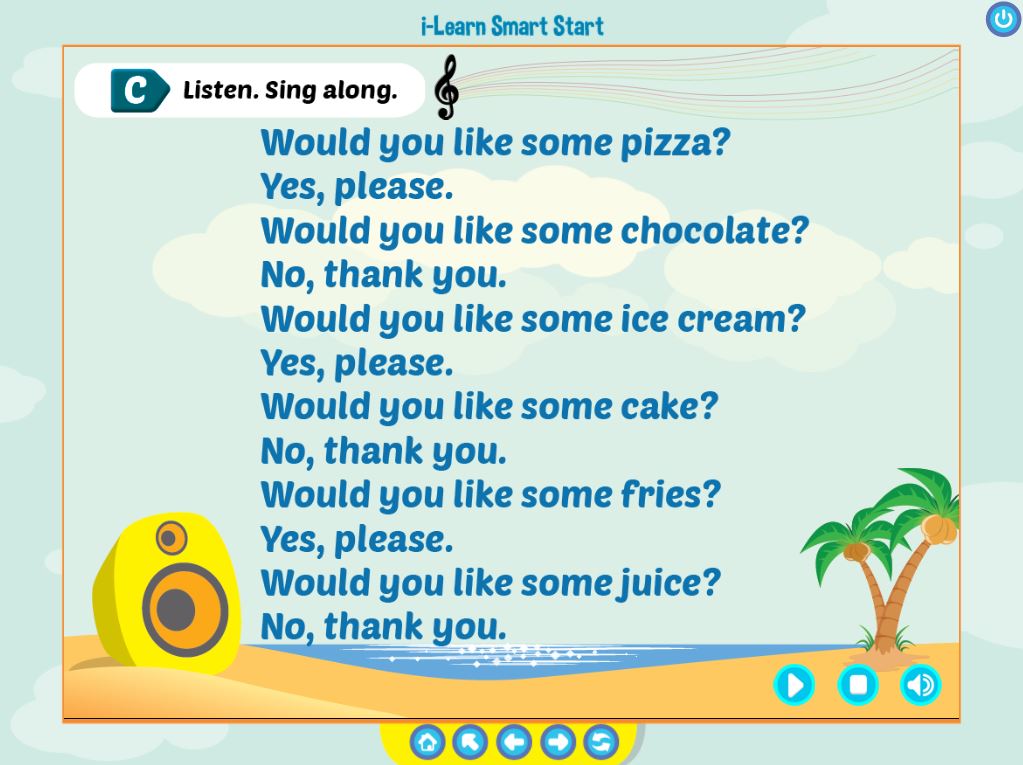 i-Learn Smart Start
C Listen. Sing along.
Would you like some pizza?
Yes, please.
Would you like some chocolate?
No, thank you.
Would you like some ice cream?
Yes, please.
Would you like some cake?
No, thank you.
Would you like some fries?
Yes, please.
Would you like some juice?
No, thank you.